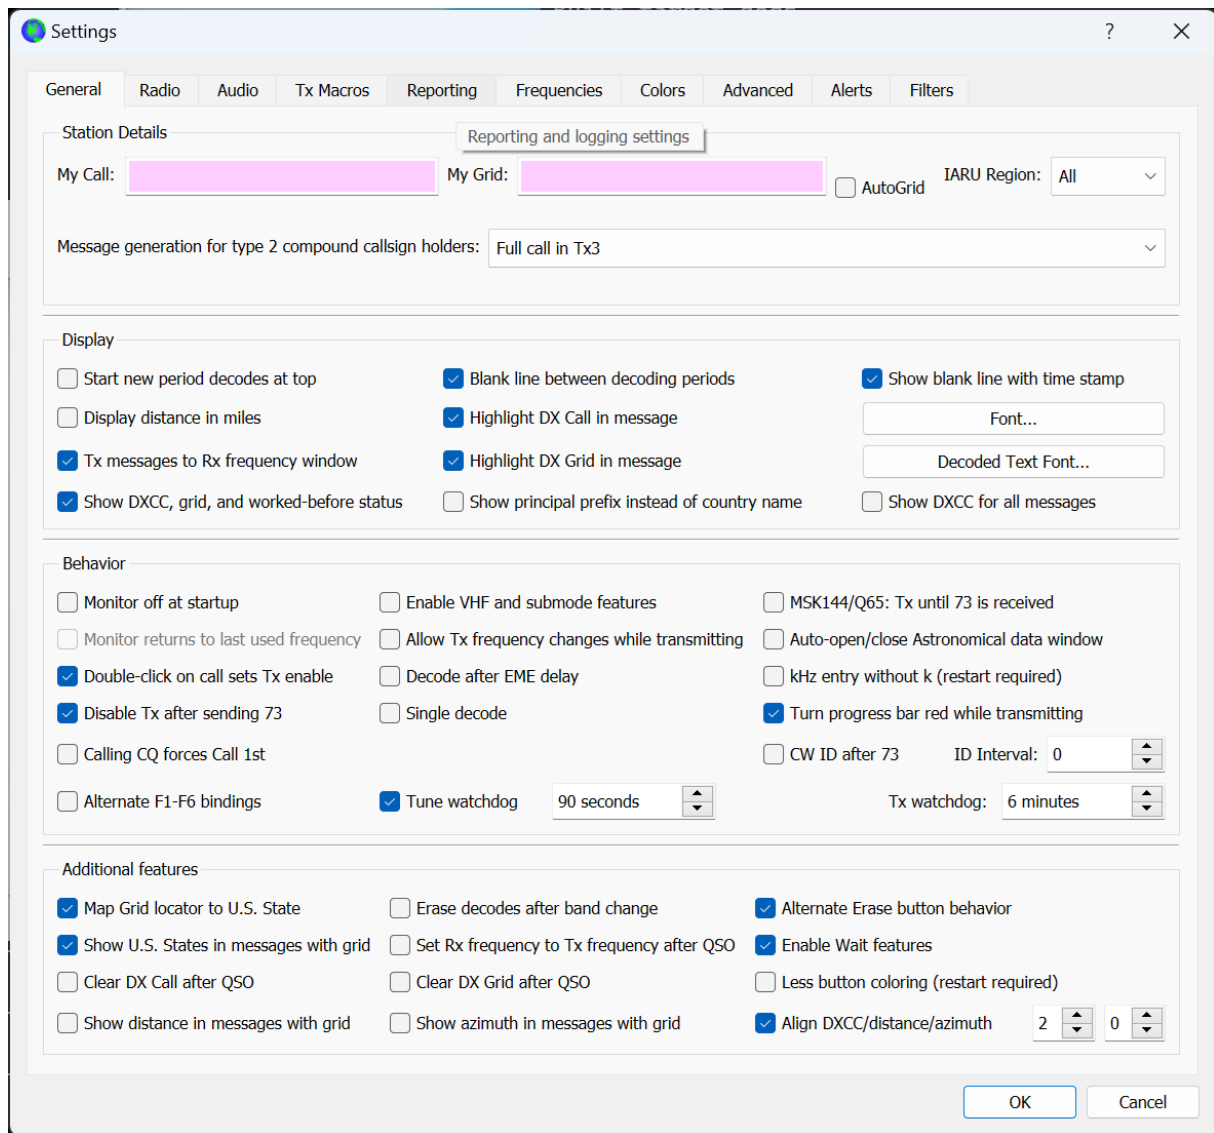 Settings
?
General Radio Audio Tx Macros Reporting Frequencies Colors Advanced Alerts Filters
Station Details
Reporting and logging settings
My Call: My Grid: AutoGrid IARU Region: All
Message generation for type 2 compound callsign holders: Full call in Tx3
Display
Start new period decodes at top Blank line between decoding periods Show blank line with time stamp
Display distance in miles Highlight DX Call in message Font...
Tx messages to Rx frequency window Highlight DX Grid in message Decoded Text Font...
Show DXCC, grid, and worked-before status Show principal prefix instead of country name Show DXCC for all messages
Behavior
Monitor off at startup Enable VHF and submode features MSK144/Q65: Tx until 73 is received
Monitor returns to last used frequency Allow Tx frequency changes while transmitting Auto-open/close Astronomical data window
Double-click on call sets Tx enable Decode after EME delay kHz entry without k (restart required)
Disable Tx after sending 73 Single decode Turn progress bar red while transmitting
Calling CQ forces Call 1st CW ID after 73 ID Interval: 0
Alternate F1-F6 bindings Tune watchdog 90 seconds Tx watchdog: 6 minutes
Additional features
Map Grid locator to U.S. State Erase decodes after band change Alternate Erase button behavior
Show U.S. States in messages with grid Set Rx frequency to Tx frequency after QSO Enable Wait features
Clear DX Call after QSO Clear DX Grid after QSO Less button coloring (restart required)
Show distance in messages with grid Show azimuth in messages with grid Align DXCC/distance/azimuth 2 0
OK Cancel